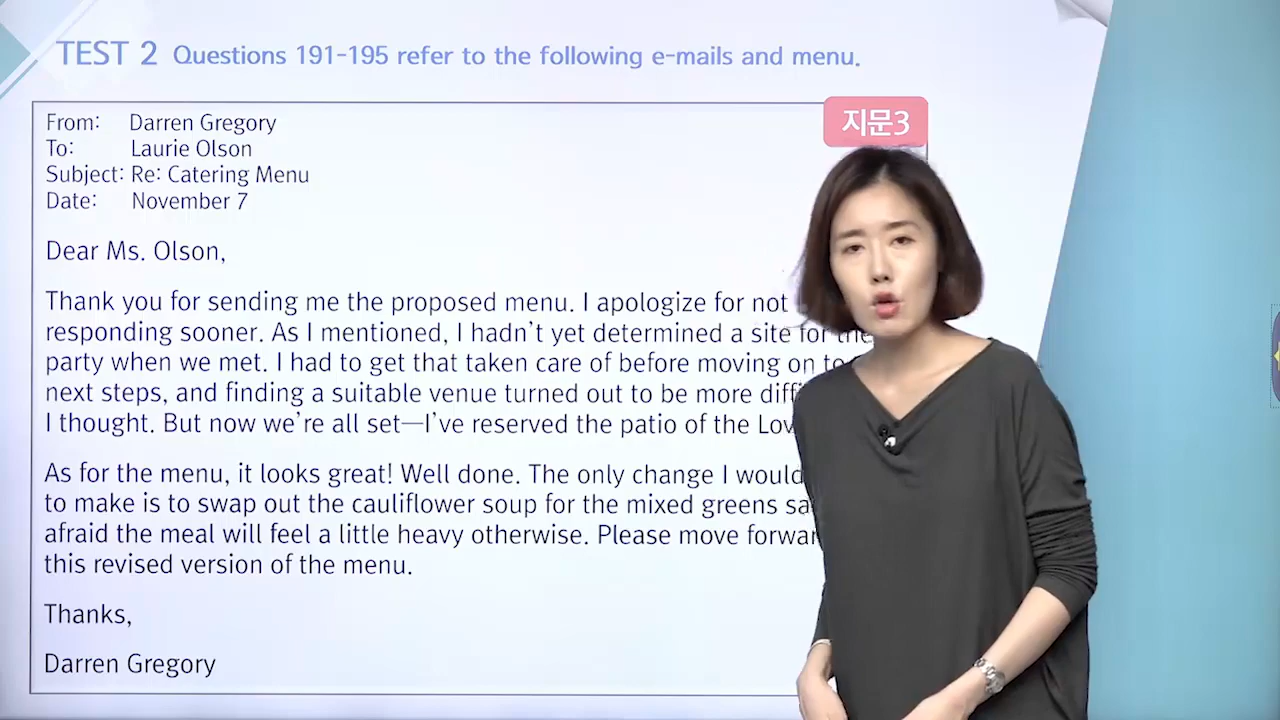 TEST 2 Questions 191-195 refer to the following e-mails and menu.
지문3
From: Darren Gregory
To: Laurie Olson
Subject: Re: Catering Menu
Date: November 7
Dear Ms. Olson,
Thank you for sending me the proposed menu. I apologize for not
responding sooner. As I mentioned, I hadn't yet determined a site for the
party when we met. I had to get that taken care of before moving on to
next steps, and finding a suitable venue turned out to be more
I thought. But now we're all set—I've reserved the patio of the
As for the menu, it looks great! Well done. The only change I would
to make is to swap out the cauliflower soup for the mixed greens
afraid the meal will feel a little heavy otherwise. Please move
this revised version of the menu.
Thanks,
Darren Gregory